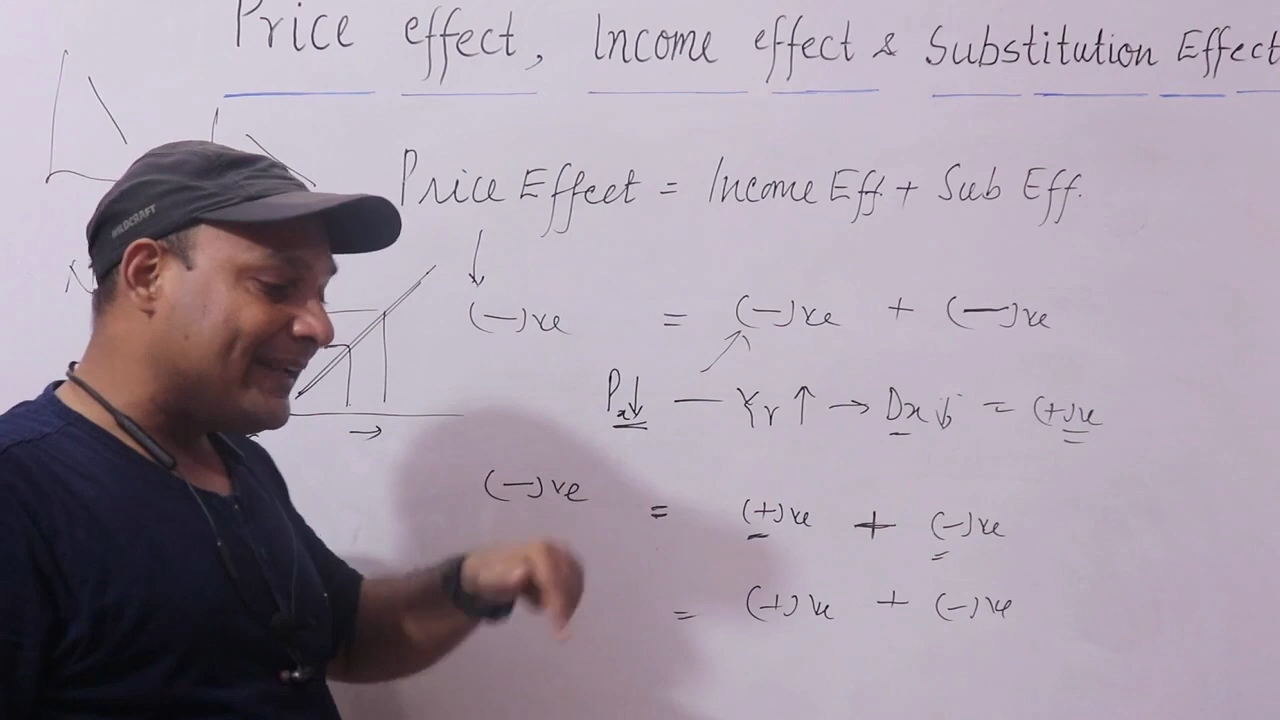 Price effect, Income effect & Substitution Effect
Price Effect = Income Eff + Sub Eff.
(-)ve = (-)ve + (-)ve
Px↓ — Yr ↑ → Dx↓ = (+)ve
(-)ve = (+)ve + (-)ve
= (+)ve + (-)ve
WILDCRAFT